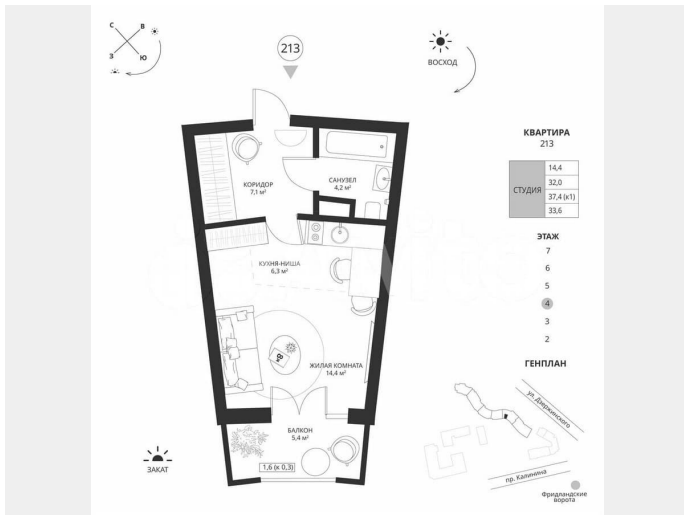 С
В
З
Ю
213
ВОСХОД
КВАРТИРА
213
СТУДИЯ
14,4
32,0
37,4 (к1)
33,6
САНУЗЕЛ
4,2 м²
КОРИДОР
7,1 м²
ЭТАЖ
7
6
5
4
3
2
КУХНЯ-НИША
6,3 м²
ЖИЛАЯ КОМНАТА
14,4 м²
ГЕНПЛАН
ул. Дзержинского
БАЛКОН
5,4 м²
1,6 (к 0,3)
ЗАКАТ
пр. Калинина
Фридландские
ворота